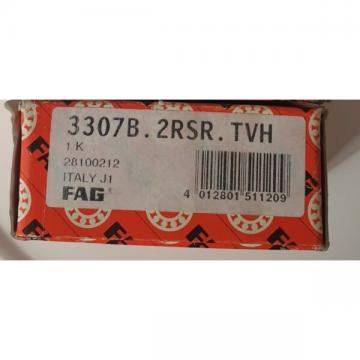 3307B.2RSR.TVH
1 K
28100212
ITALY J1
FAG
4 012801 511209